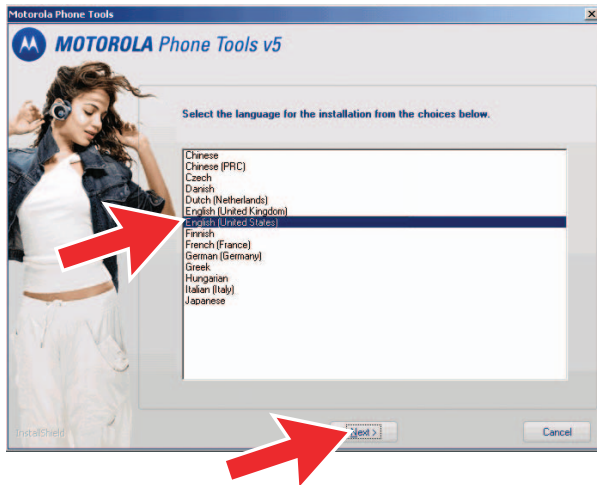 Motorola Phone Tools
MOTOROLA Phone Tools v5
Select the language for the installation from the choices below.
Chinese
Chinese (PRC)
Czech
Danish
Dutch (Netherlands)
English (United Kingdom)
English (United States)
Finnish
French (France)
German (Germany)
Greek
Hungarian
Italian (Italy)
Japanese
InstallShield
Next >
Cancel